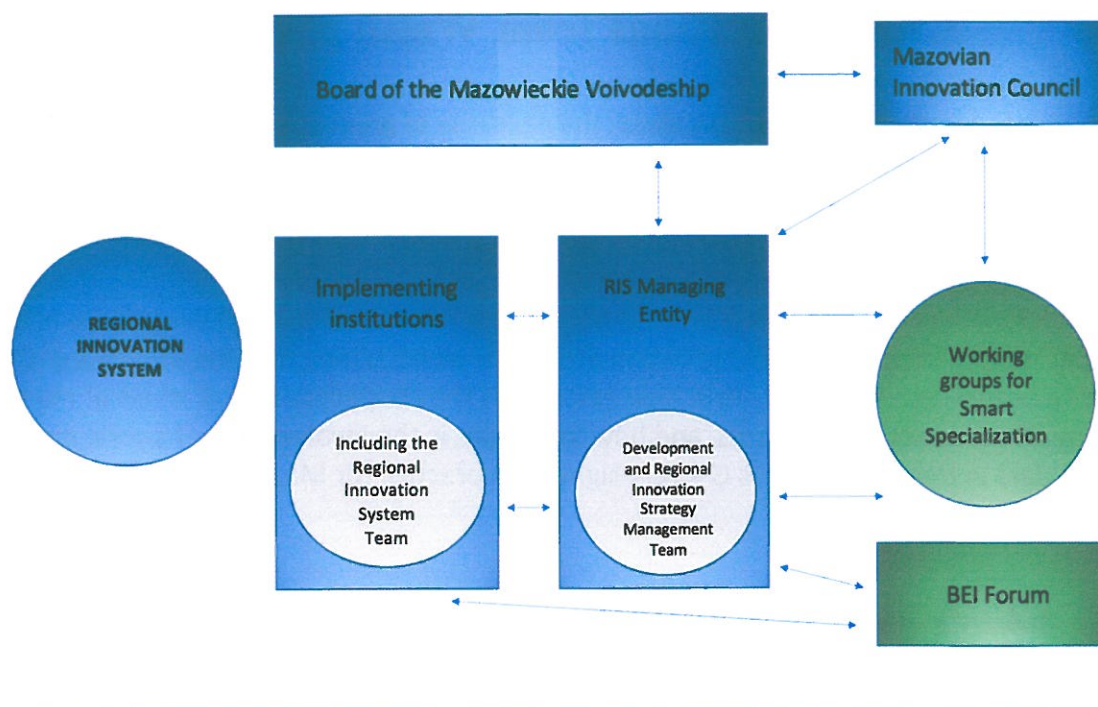 Board of the Mazowieckie Voivodeship
Mazovian
Innovation Council
REGIONAL
INNOVATION
SYSTEM
Implementing
institutions
Including the
Regional
Innovation
System
Team
RIS Managing
Entity
Development
and Regional
Innovation
Strategy
Management
Team
Working
groups for
Smart
Specialization
BEI Forum